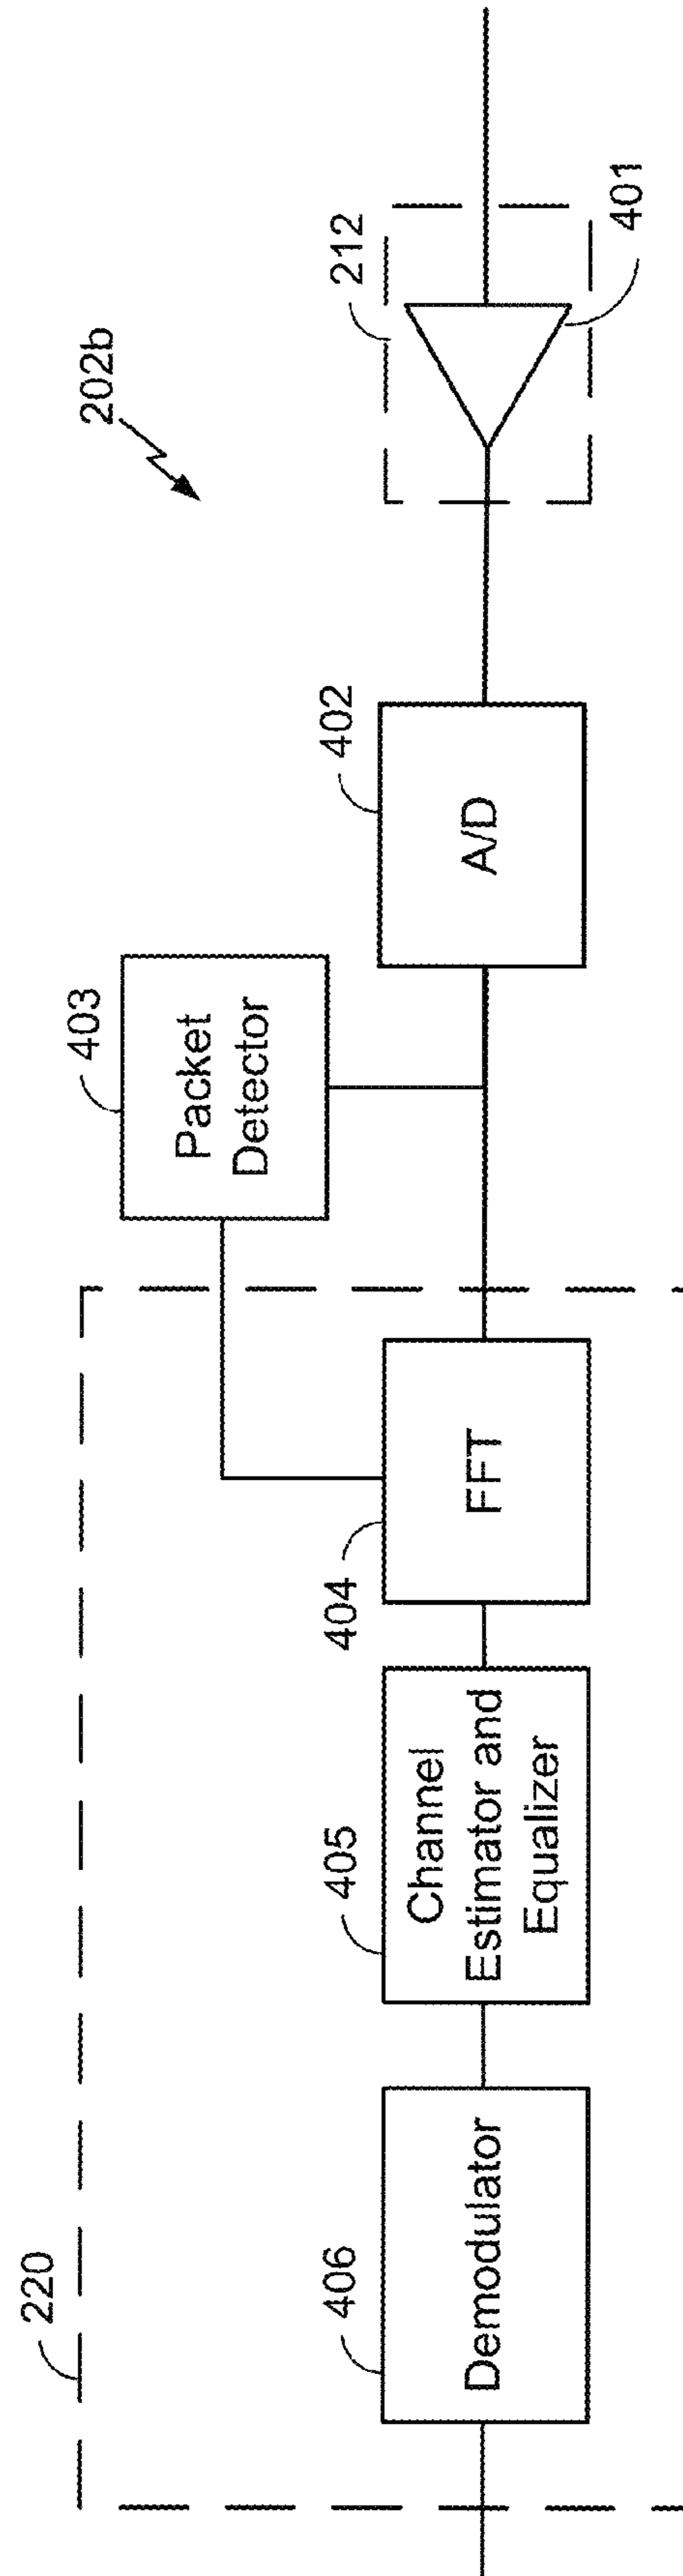 202b
212
401
402
A/D
403
Packet
Detector
404
FFT
405
Channel
Estimator and
Equalizer
220
406
Demodulator